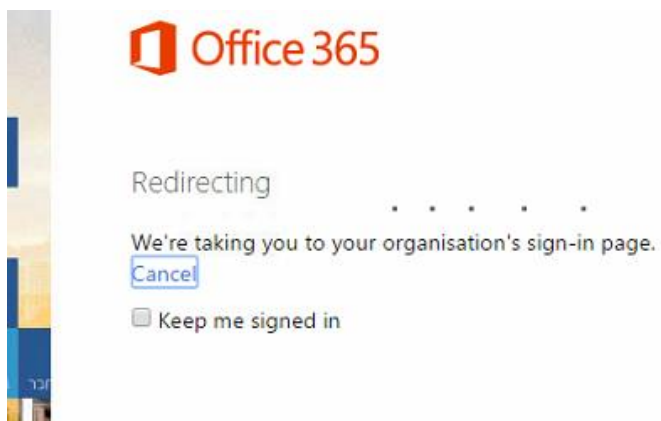 Office 365
Redirecting
We're taking you to your organisation's sign-in page.
Cancel
Keep me signed in